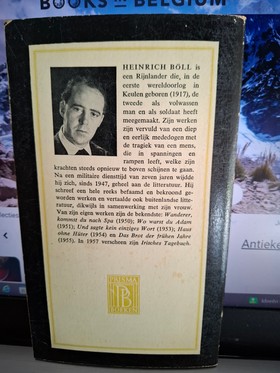 BOOKS IN BELGIUM
HEINRICH BÖLL is
een Rijnlander die, in de
eerste wereldoorlog in
Keulen geboren (1917), de
tweede als volwassen
man en als soldaat heeft
meegemaakt. Zijn werken
zijn vervuld van een diep
en eerlijk mededogen met
de tragiek van een mens,
die in spanningen en
rampen leeft, welke zijn
krachten steeds opnieuw te boven schijnen te gaan.
Na een militaire diensttijd van zeven jaren wijdde
hij zich, sinds 1947, geheel aan de litteratuur. Hij
schreef een hele reeks befaamd en bekroond ge-
worden werken en vertaalde ook buitenlandse litte-
ratuur, dikwijls in samenwerking met zijn vrouw.
Van zijn eigen werken zijn de bekendste: Wanderer,
kommst du nach Spa (1950); Wo warst du Adam
(1951); Und sagte kein einziges Wort (1953); Haus
ohne Hüter (1954) en Das Brot der frühen Jahre
(1955). In 1957 verscheen zijn Irisches Tagebuch.
PRISMA
BOEKEN
Antieke